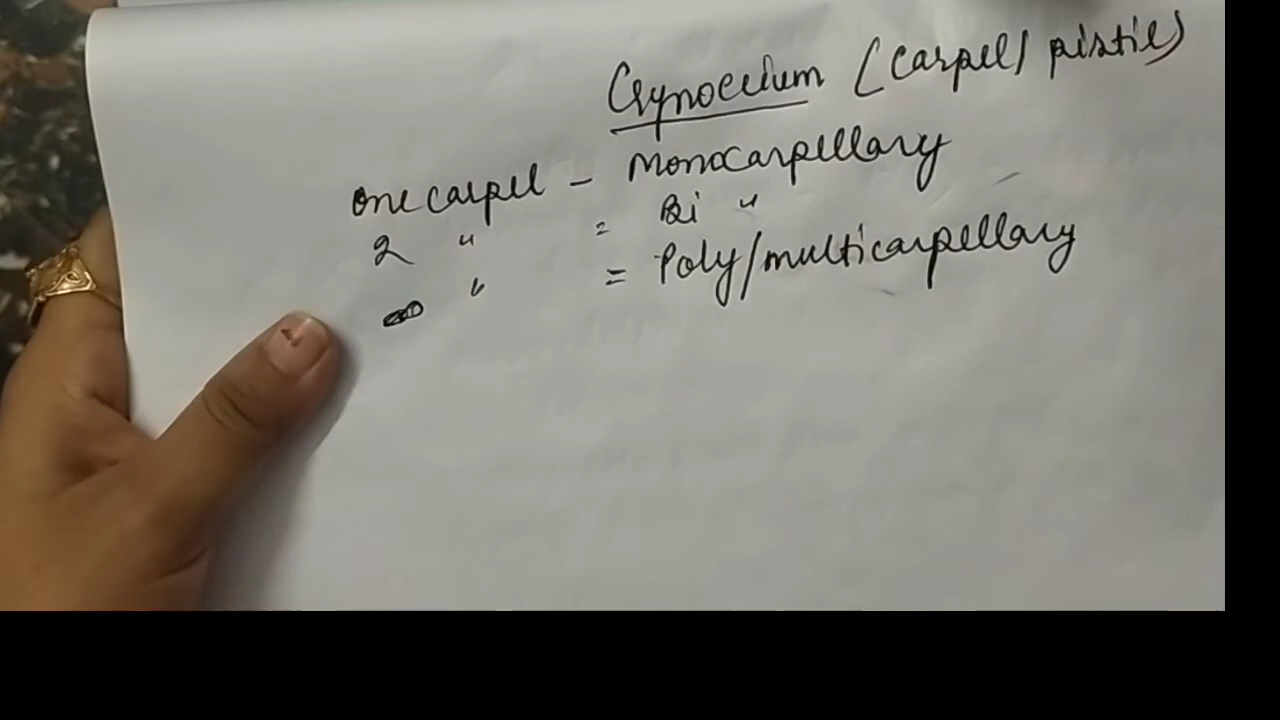 Gynoecium (Carpel/ pistil)
One carpel - Monocarpellary
2 " = Bi "
∞ " = Poly/multicarpellary